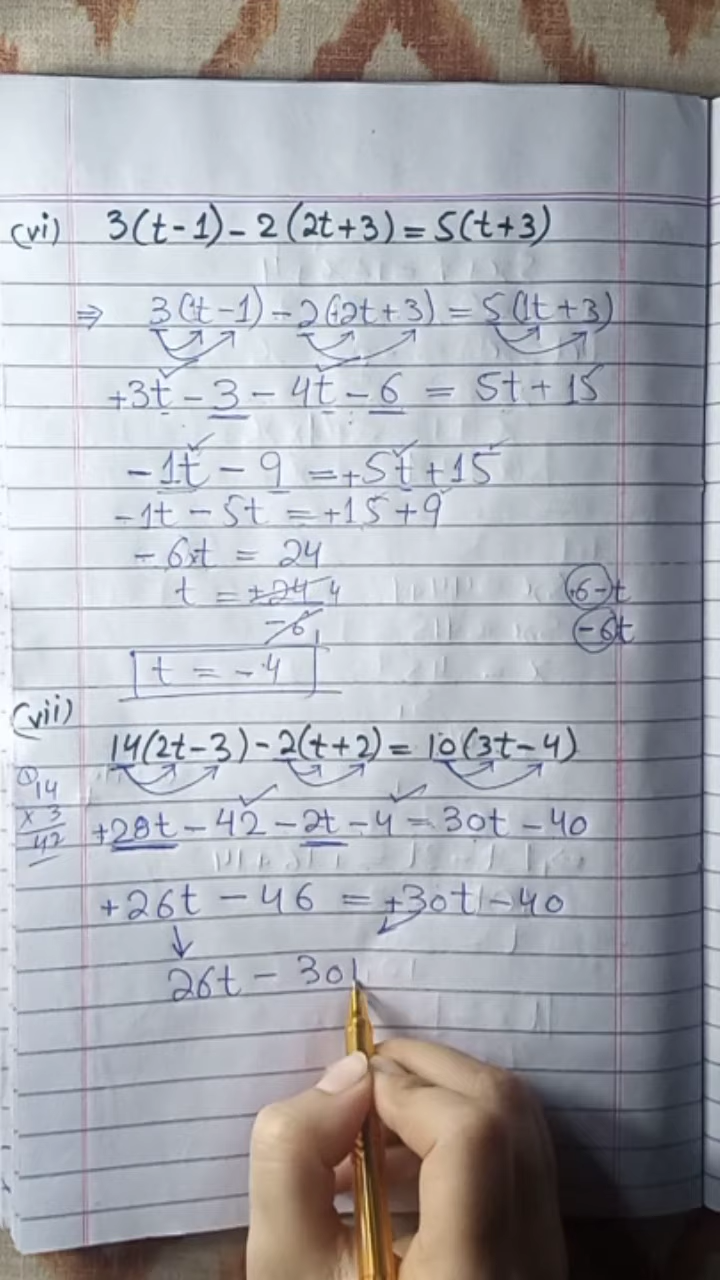 (vi) 3(t-1) - 2(2t+3) = 5(t+3)
⇒ 3(1t-1) - 2(+2t+3) = 5(1t+3)
+3t - 3 - 4t - 6 = 5t + 15
-1t - 9 = +5t + 15
-1t - 5t = +15 + 9
-6t = 24
t = +24 4
-6 1
6-t
-6t
t = -4
(vii)
14(2t-3) - 2(t+2) = 10(3t-4)
14
x 3
42
+28t - 42 - 2t - 4 = 30t - 40
+26t - 46 = +30t - 40
26t - 30